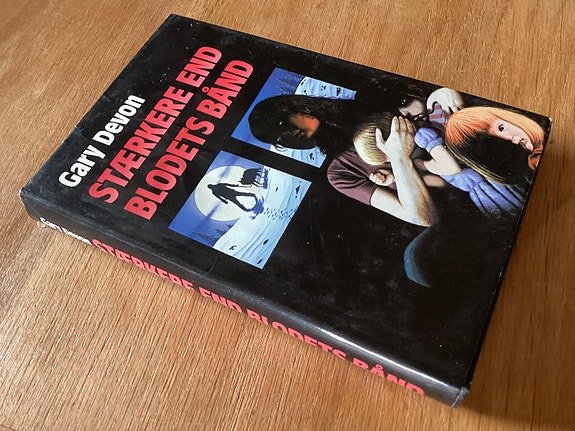 Gary Devon
STÆRKERE END
BLODETS BÅND
Gary Devon STÆRKERE END BLODETS BÅND